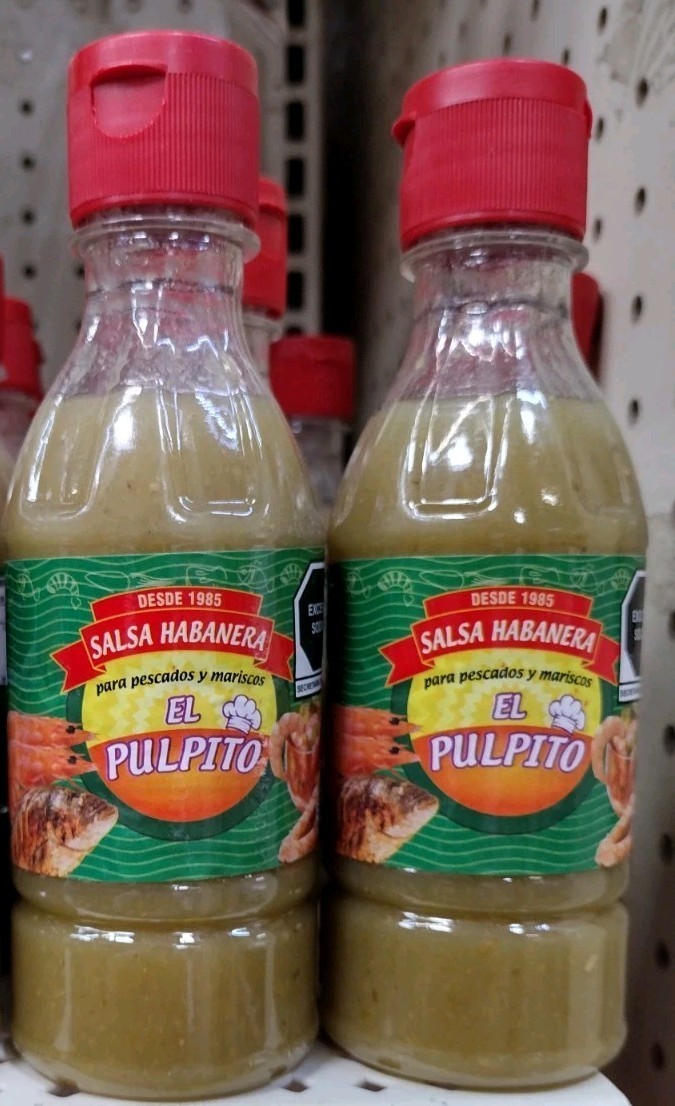 DESDE 1985
SALSA HABANERA
para pescados y mariscos
EL
PULPITO
DESDE 1985
SALSA HABANERA
para pescados y mariscos
EL
PULPITO